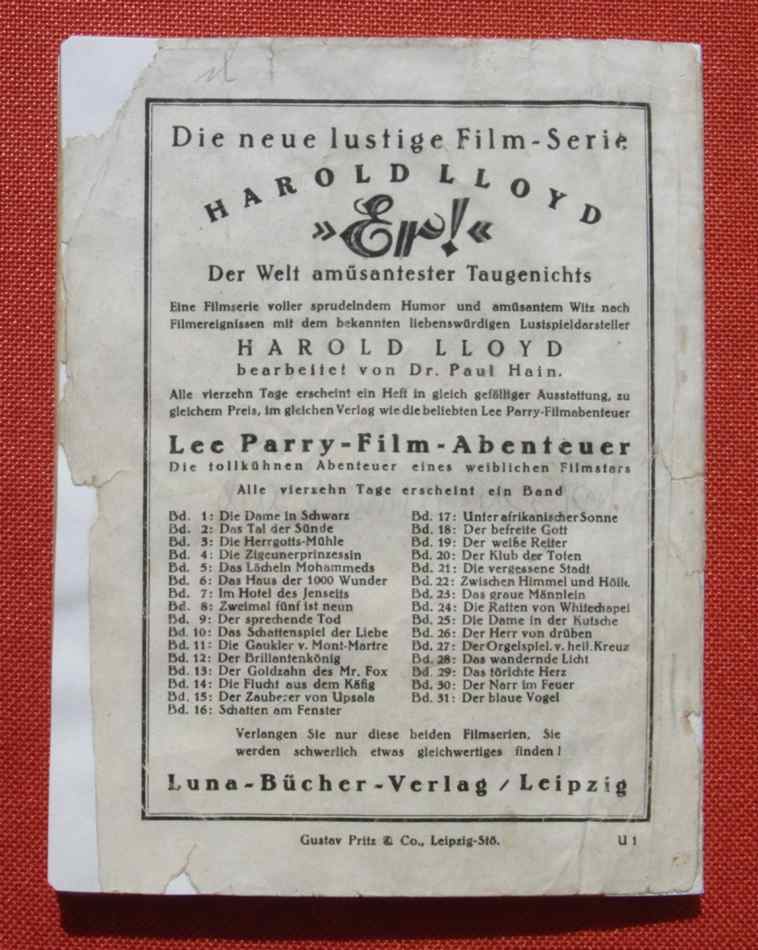 Die neue lustige Film-Serie
HAROLD LLOYD
»Er!«
Der Welt amüsantester Taugenichts
Eine Filmserie voller sprudelndem Humor und amüsantem Witz nach
Filmereignissen mit dem bekannten liebenswürdigen Lustspieldarsteller
HAROLD LLOYD
bearbeitet von Dr. Paul Hain.
Alle vierzehn Tage erscheint ein Heft in gleich gefälliger Ausstattung, zu
gleichem Preis, im gleichen Verlag wie die beliebten Lee Parry-Filmabenteuer
Lee Parry-Film-Abenteuer
Die tollkühnen Abenteuer eines weiblichen Filmstars
Alle vierzehn Tage erscheint ein Band
Bd. 1: Die Dame in Schwarz
Bd. 2: Das Tal der Sünde
Bd. 3: Die Herrgotts-Mühle
Bd. 4: Die Zigeunerprinzessin
Bd. 5: Das Lächeln Mohammeds
Bd. 6: Das Haus der 1000 Wunder
Bd. 7: Im Hotel des Jenseits
Bd. 8: Zweimal fünf ist neun
Bd. 9: Der sprechende Tod
Bd. 10: Das Schattenspiel der Liebe
Bd. 11: Die Gaukler v. Mont-Martre
Bd. 12: Der Brillantenkönig
Bd. 13: Der Goldzahn des Mr. Fox
Bd. 14: Die Flucht aus dem Käfig
Bd. 15: Der Zauberer von Upsala
Bd. 16: Schatten am Fenster
Bd. 17: Unter afrikanischer Sonne
Bd. 18: Der befreite Gott
Bd. 19: Der weiße Reiter
Bd. 20: Der Klub der Toten
Bd. 21: Die vergessene Stadt
Bd. 22: Zwischen Himmel und Hölle.
Bd. 23: Das graue Männlein
Bd. 24: Die Ratten von Whitechapel
Bd. 25: Die Dame in der Kutsche
Bd. 26: Der Herr von drüben
Bd. 27: Der Orgelspiel. v. heil. Kreuz
Bd. 28: Das wandernde Licht
Bd. 29: Das törichte Herz
Bd. 30: Der Narr im Feuer
Bd. 31: Der blaue Vogel
Verlangen Sie nur diese beiden Filmserien, Sie
werden schwerlich etwas gleichwertiges finden!
Luna-Bücher-Verlag / Leipzig
Gustav Pritz & Co., Leipzig-Stö.
U 1